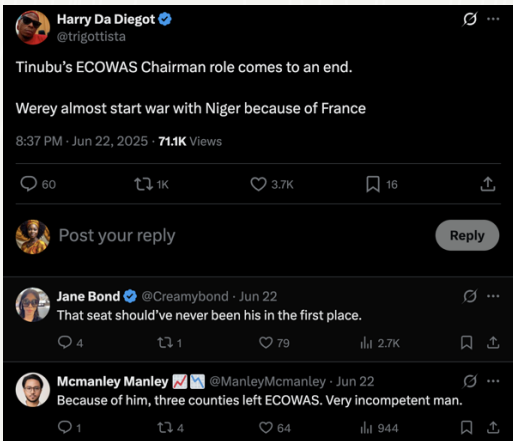 Harry Da Diegot
@trigottista
Tinubu's ECOWAS Chairman role comes to an end.
Werey almost start war with Niger because of France
8:37 PM · Jun 22, 2025 · 71.1K Views
60 1K 3.7K 16
Post your reply
Reply
Jane Bond @Creamybond · Jun 22
That seat should've never been his in the first place.
4 1 79 2.7K
Mcmanley Manley 📈📉 @ManleyMcmanley · Jun 22
Because of him, three counties left ECOWAS. Very incompetent man.
1 4 64 944